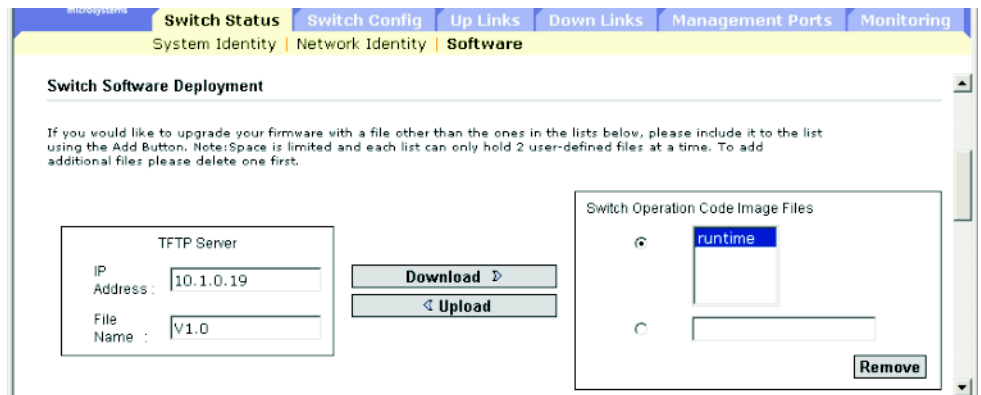 microsystems
Switch Status Switch Config Up Links Down Links Management Ports Monitoring
System Identity | Network Identity | Software
Switch Software Deployment
If you would like to upgrade your firmware with a file other than the ones in the lists below, please include it to the list
using the Add Button. Note:Space is limited and each list can only hold 2 user-defined files at a time. To add
additional files please delete one first.
TFTP Server
IP
Address : 10.1.0.19
File
Name : V1.0
Download
Upload
Switch Operation Code Image Files
runtime
Remove